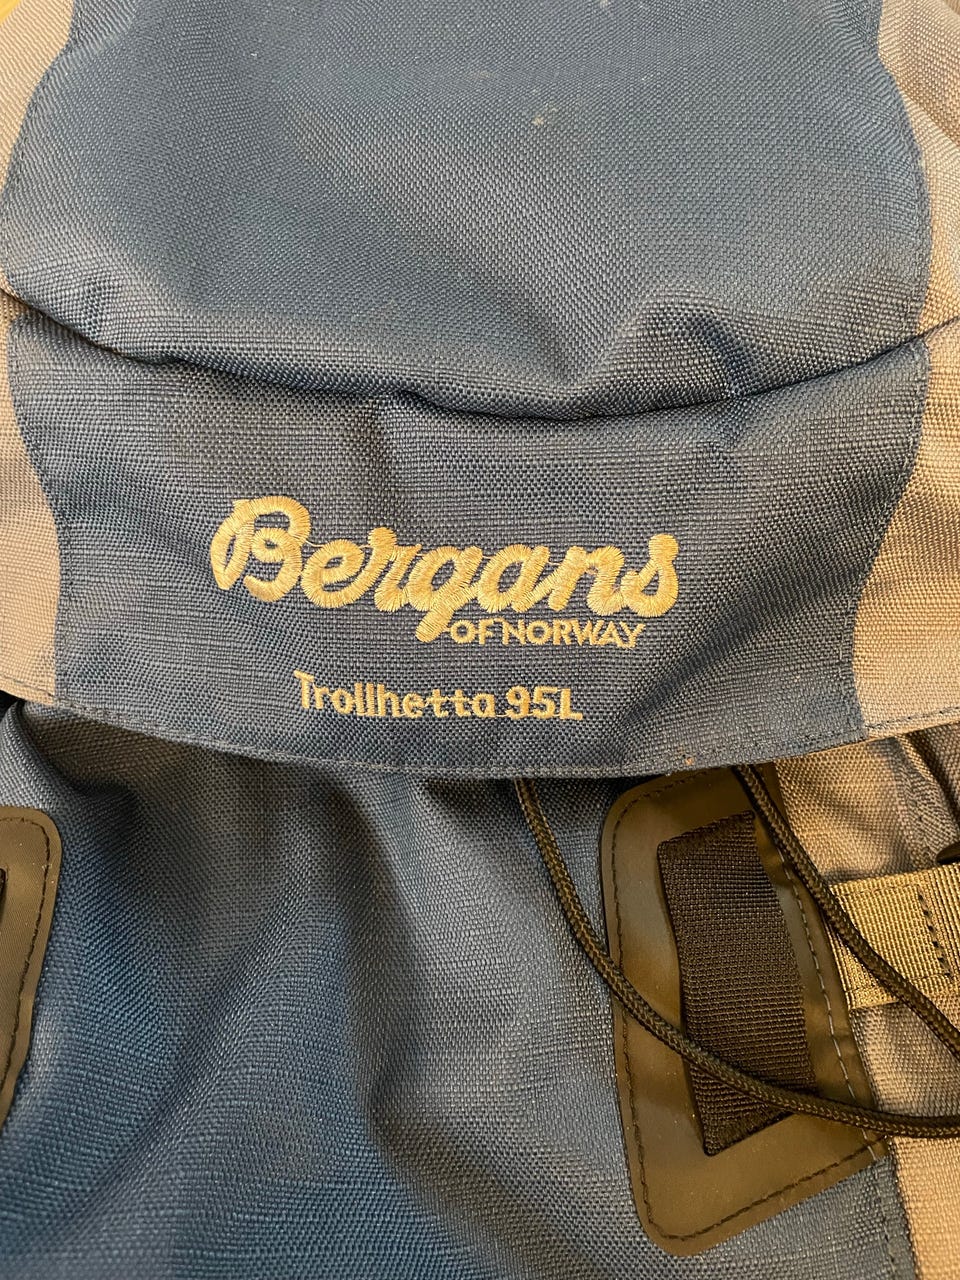 Bergans
OF NORWAY
Trollhetta 95L